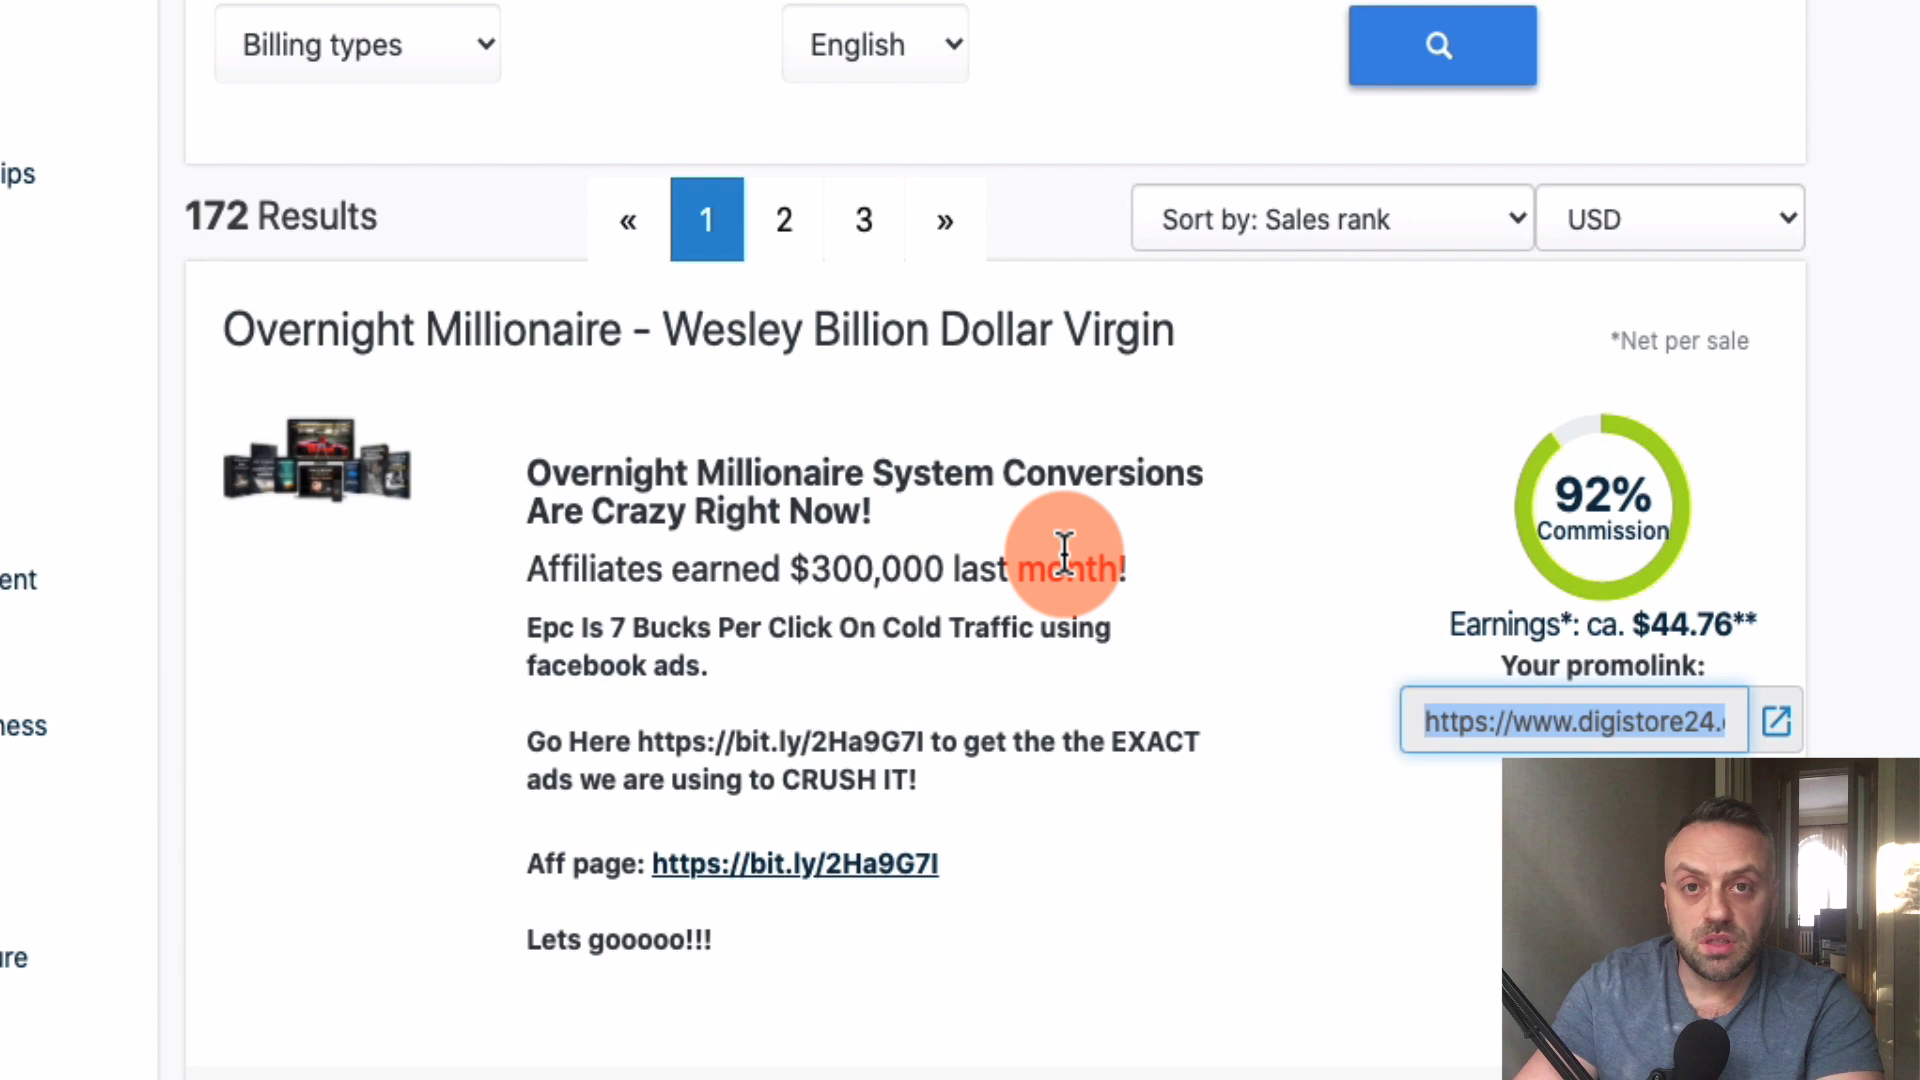 Billing types
English
ips
172 Results
«
1
2
3
»
Sort by: Sales rank
USD
Overnight Millionaire - Wesley Billion Dollar Virgin
*Net per sale
Overnight Millionaire System Conversions
Are Crazy Right Now!
92%
Commission
Affiliates earned $300,000 last month!
ent
Earnings*: ca. $44.76**
Epc Is 7 Bucks Per Click On Cold Traffic using
facebook ads.
Your promolink:
ness
https://www.digistore24.
Go Here https://bit.ly/2Ha9G7I to get the the EXACT
ads we are using to CRUSH IT!
Aff page: https://bit.ly/2Ha9G7I
Lets gooooo!!!
ure